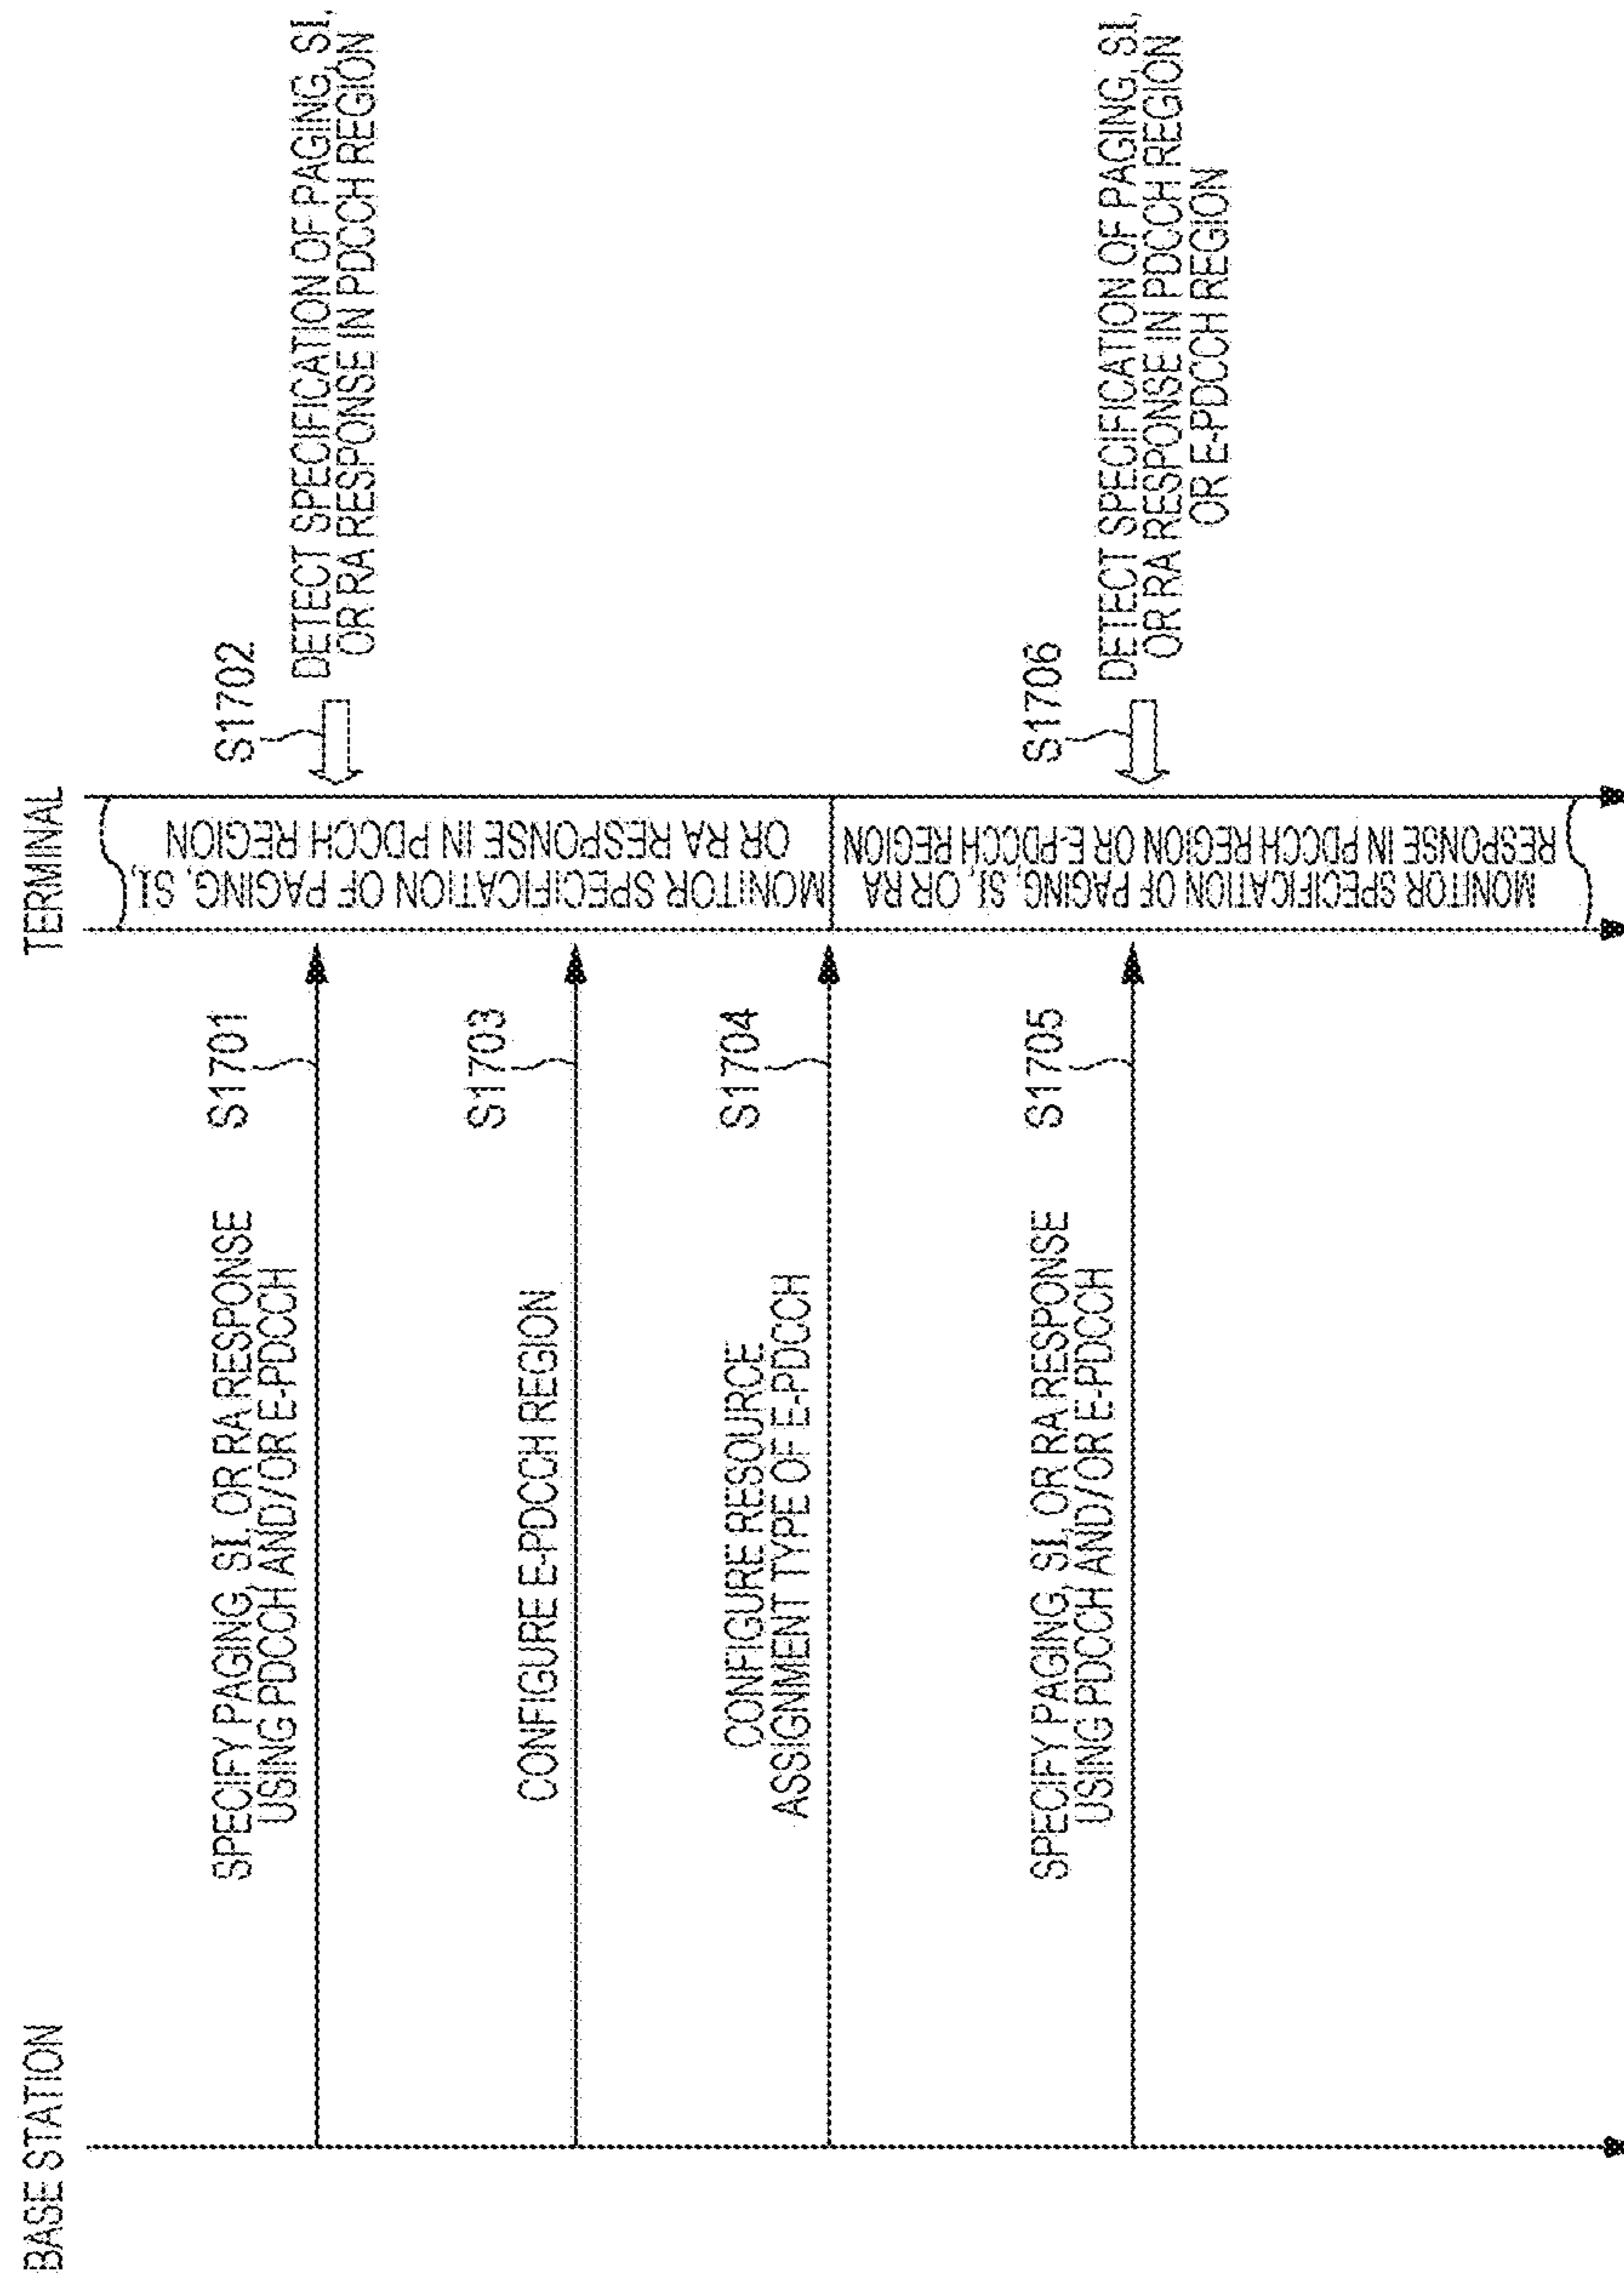 BASE STATION
TERMINAL
SPECIFY PAGING, SI, OR RA RESPONSE
USING PDCCH AND/OR E-PDCCH
S1701
S1702
DETECT SPECIFICATION OF PAGING, SI,
OR RA RESPONSE IN PDCCH REGION
MONITOR SPECIFICATION OF PAGING, SI,
OR RA RESPONSE IN PDCCH REGION
CONFIGURE E-PDCCH REGION
S1703
CONFIGURE RESOURCE
ASSIGNMENT TYPE OF E-PDCCH
S1704
MONITOR SPECIFICATION OF PAGING, SI, OR RA
RESPONSE IN PDCCH REGION OR E-PDCCH REGION
SPECIFY PAGING, SI, OR RA RESPONSE
USING PDCCH AND/OR E-PDCCH
S1705
S1706
DETECT SPECIFICATION OF PAGING, SI,
OR RA RESPONSE IN PDCCH REGION
OR E-PDCCH REGION